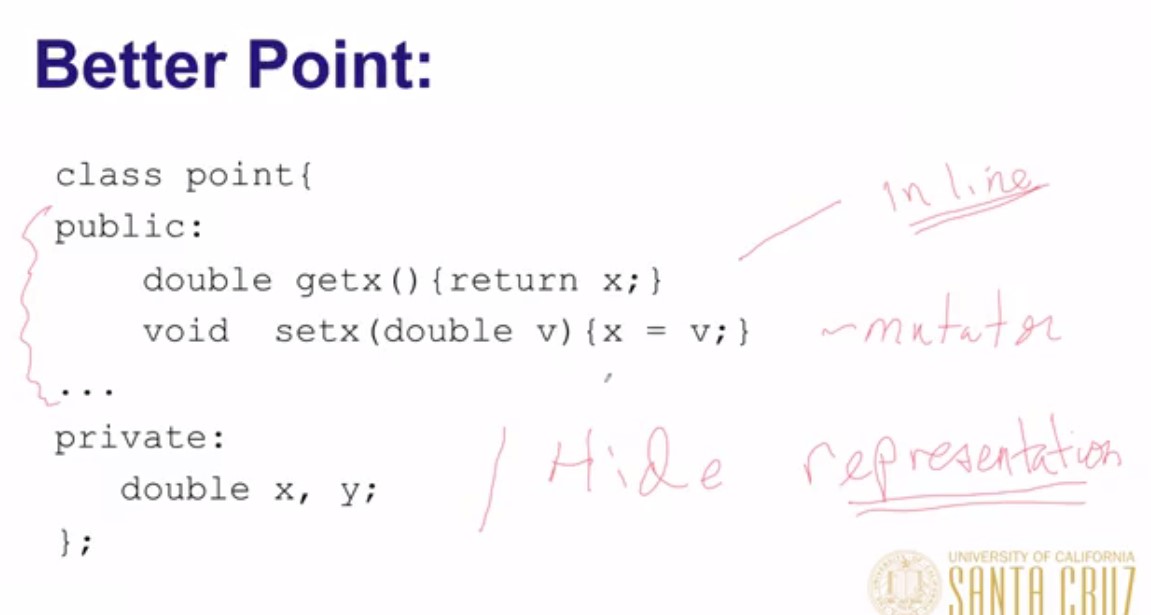 Better Point:
class point{
in line
public:
double getx(){return x;}
void setx(double v){x = v;}
~mutator
...
private:
Hide representation
double x, y;
};
UNIVERSITY OF CALIFORNIA
SANTA CRUZ